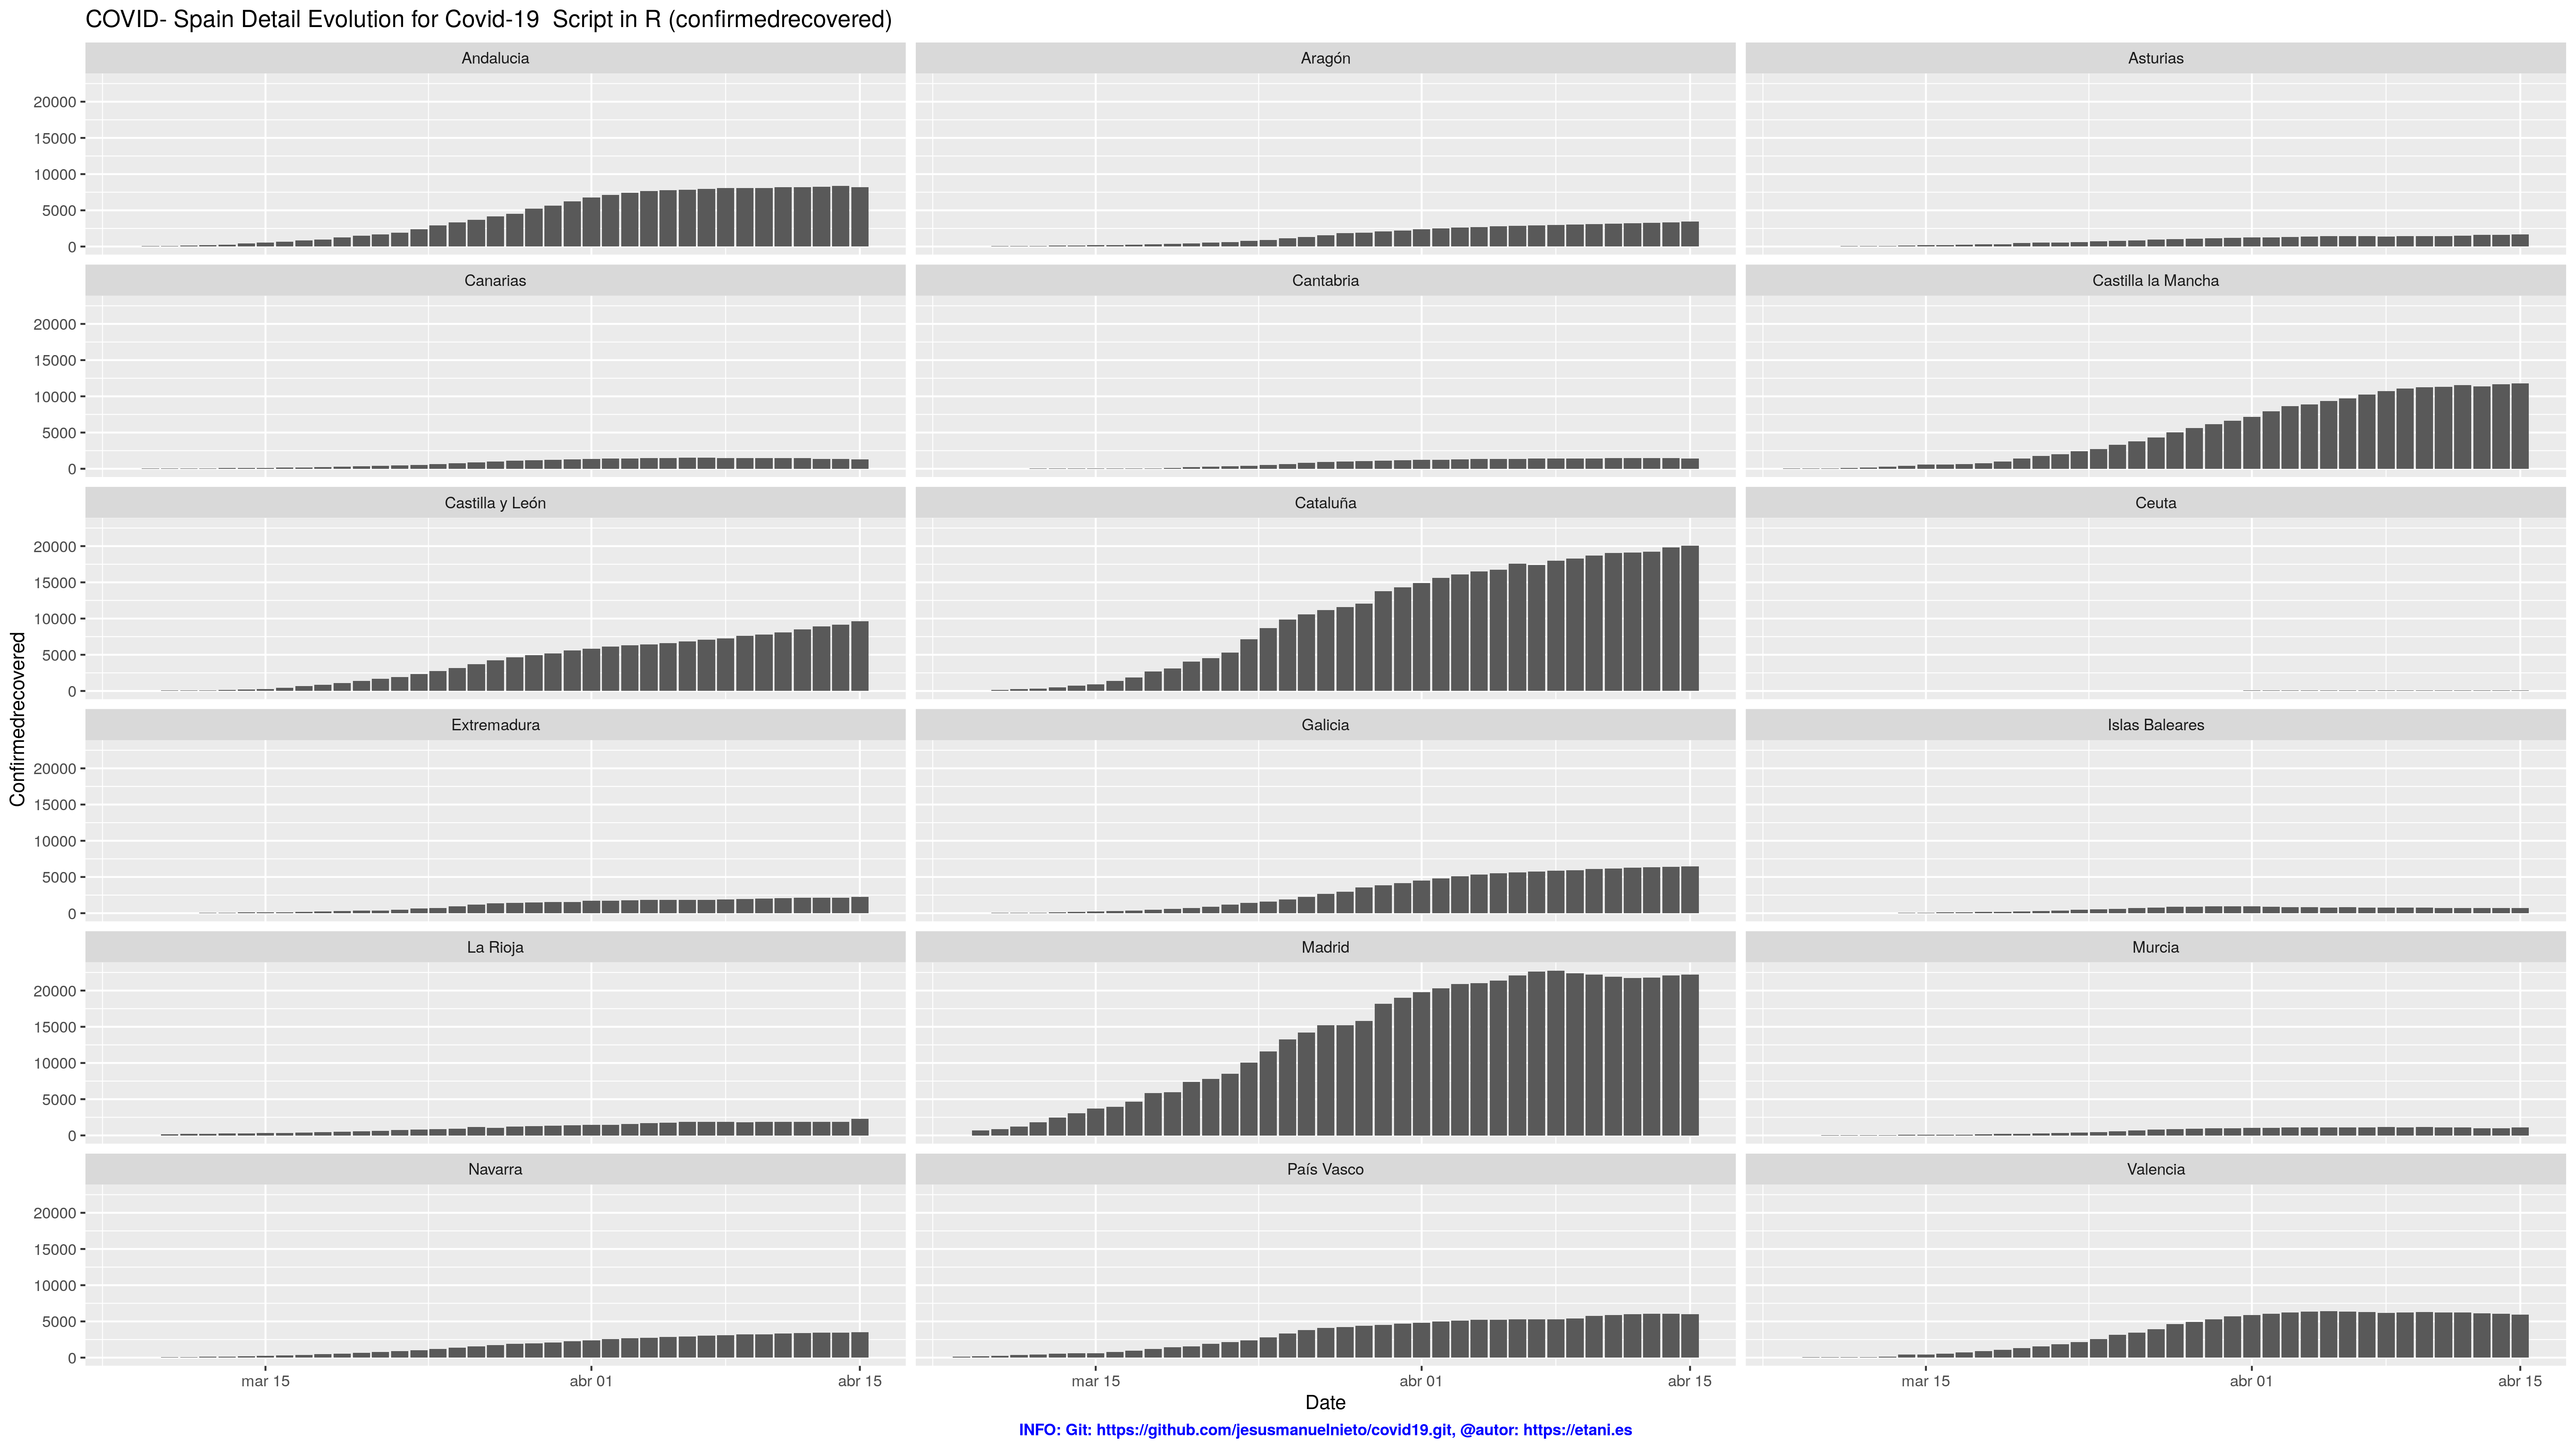 COVID- Spain Detail Evolution for Covid-19  Script in R (confirmedrecovered)
Andalucia Aragón Asturias
20000
15000
10000
5000
0
Canarias Cantabria Castilla la Mancha
20000
15000
10000
5000
0
Castilla y León Cataluña Ceuta
20000
15000
10000
5000
0
Confirmedrecovered
Extremadura Galicia Islas Baleares
20000
15000
10000
5000
0
La Rioja Madrid Murcia
20000
15000
10000
5000
0
Navarra País Vasco Valencia
20000
15000
10000
5000
0
mar 15 abr 01 abr 15 mar 15 abr 01 abr 15 mar 15 abr 01 abr 15
Date
INFO: Git: https://github.com/jesusmanuelnieto/covid19.git, @autor: https://etani.es